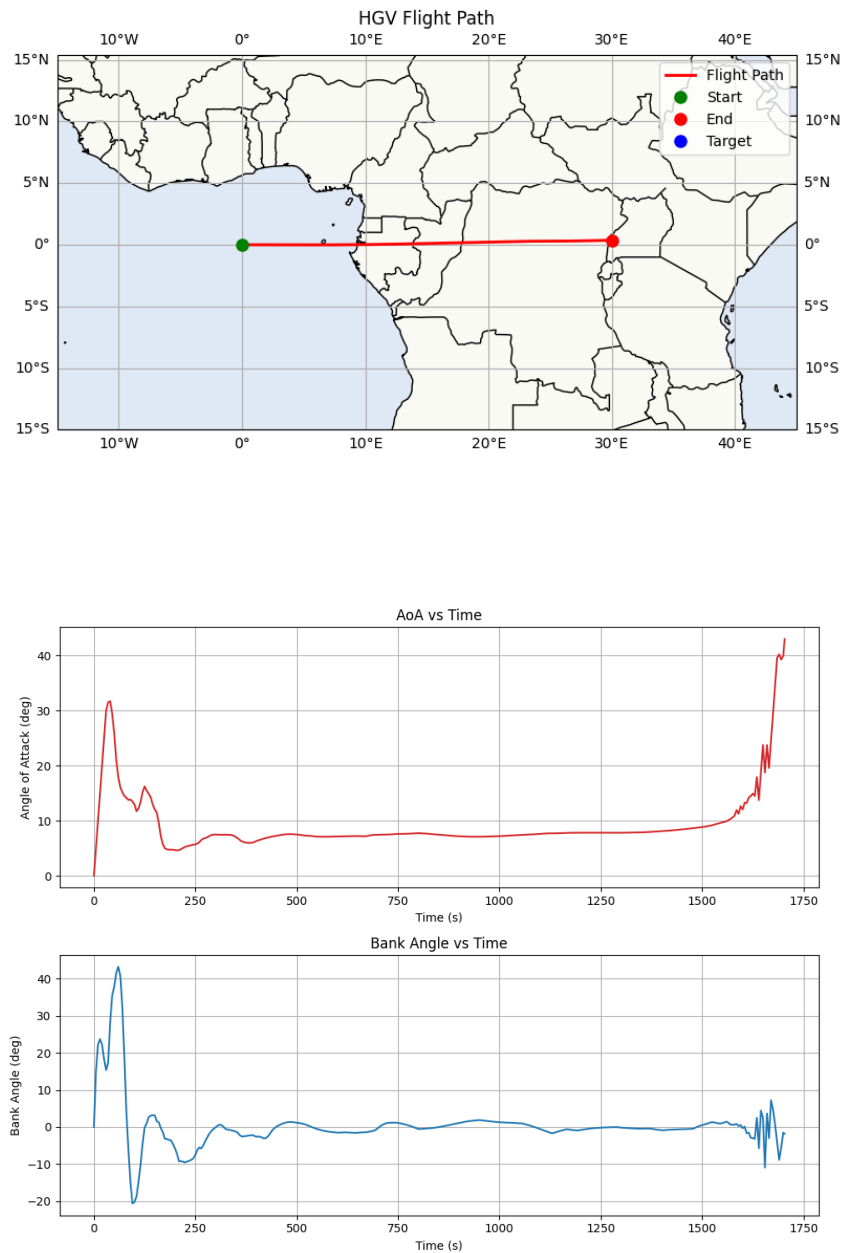 HGV Flight Path
10°W 0° 10°E 20°E 30°E 40°E
15°N 15°N
Flight Path
Start
End
Target
10°N 10°N
5°N 5°N
0° 0°
5°S 5°S
10°S 10°S
15°S 15°S
10°W 0° 10°E 20°E 30°E 40°E
AoA vs Time
Angle of Attack (deg)
40
30
20
10
0
0 250 500 750 1000 1250 1500 1750
Time (s)
Bank Angle vs Time
Bank Angle (deg)
40
30
20
10
0
−10
−20
0 250 500 750 1000 1250 1500 1750
Time (s)